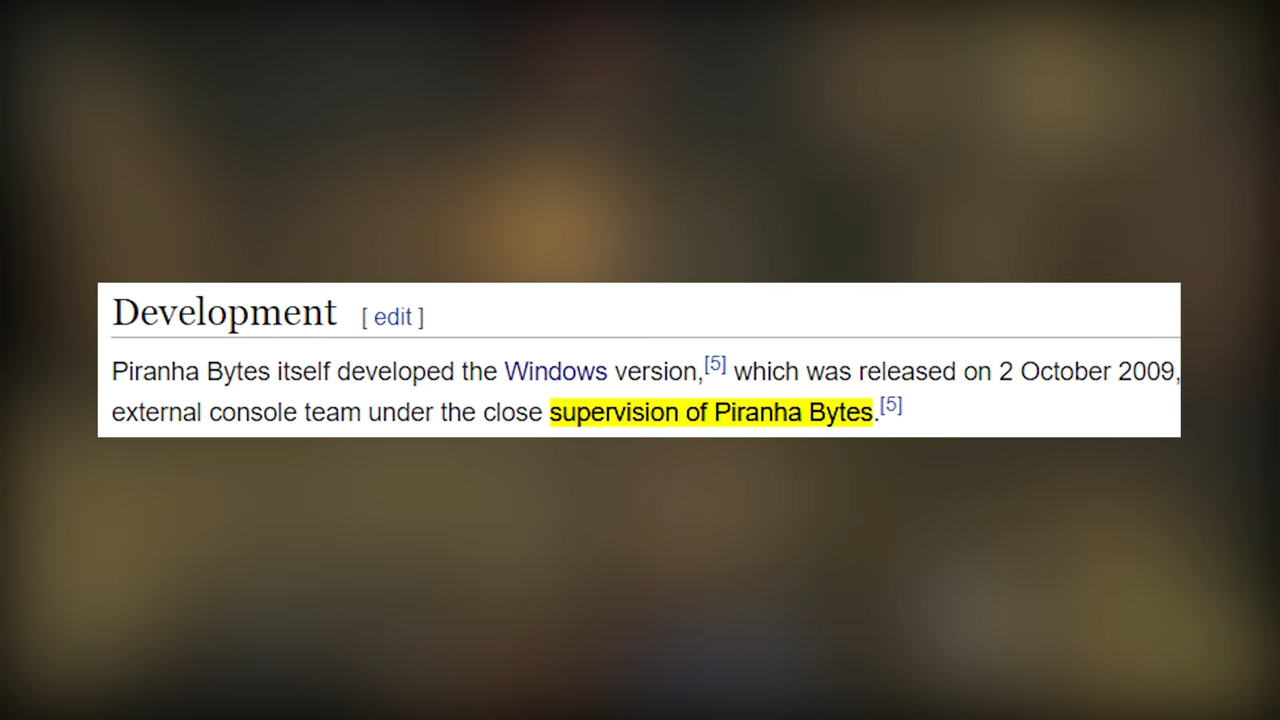 Development [ edit ]
Piranha Bytes itself developed the Windows version,[5] which was released on 2 October 2009,
external console team under the close supervision of Piranha Bytes.[5]